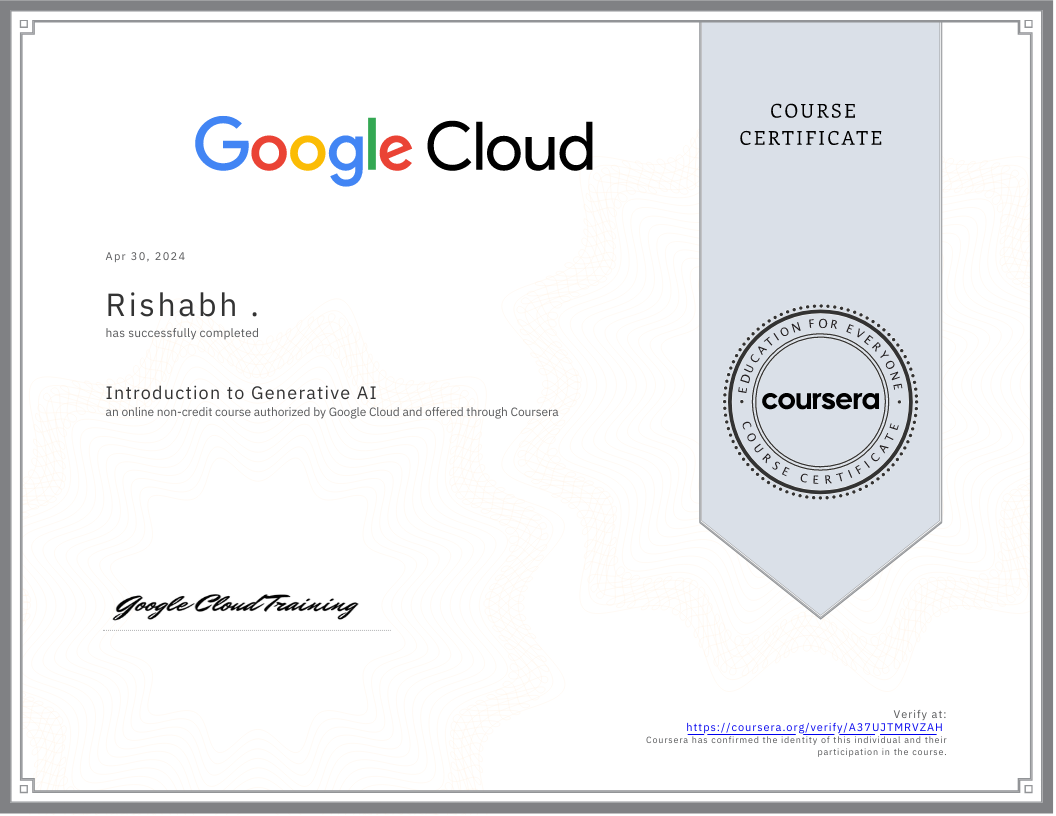 COURSE
CERTIFICATE
Google Cloud
Apr 30, 2024
Rishabh .
has successfully completed
Introduction to Generative AI
an online non-credit course authorized by Google Cloud and offered through Coursera
EDUCATION FOR EVERYONE
coursera
COURSE CERTIFICATE
Google Cloud Training
Verify at:
https://coursera.org/verify/A37UJTMRVZAH
Coursera has confirmed the identity of this individual and their
participation in the course.